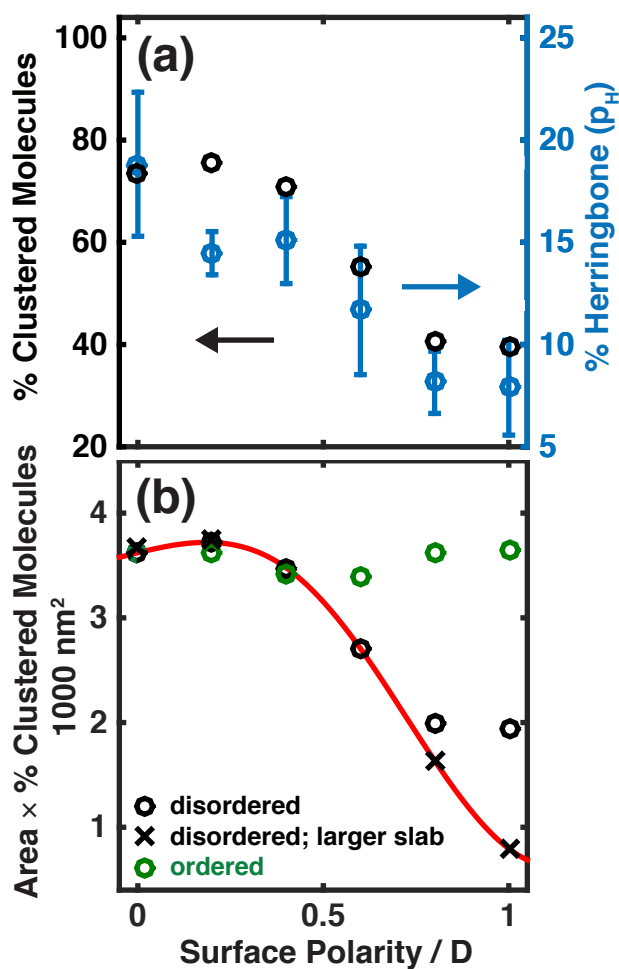 (a)
100
80
60
40
20
% Clustered Molecules
25
20
15
10
5
% Herringbone (pH)
(b)
4
3
2
1
Area × % Clustered Molecules
1000 nm²
disordered
disordered; larger slab
ordered
0
0.5
1
Surface Polarity / D